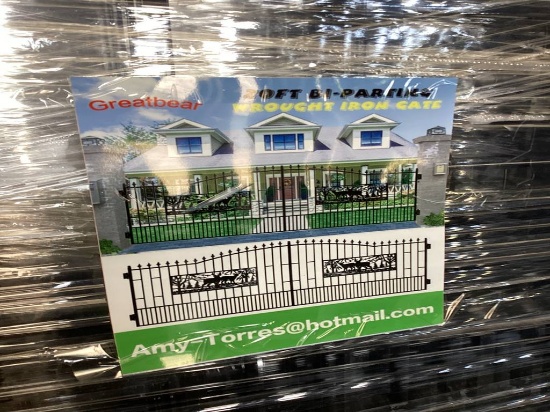 Greatbear
20FT BI-PARTING
WROUGHT IRON GATE
Amy-Torres@hotmail.com